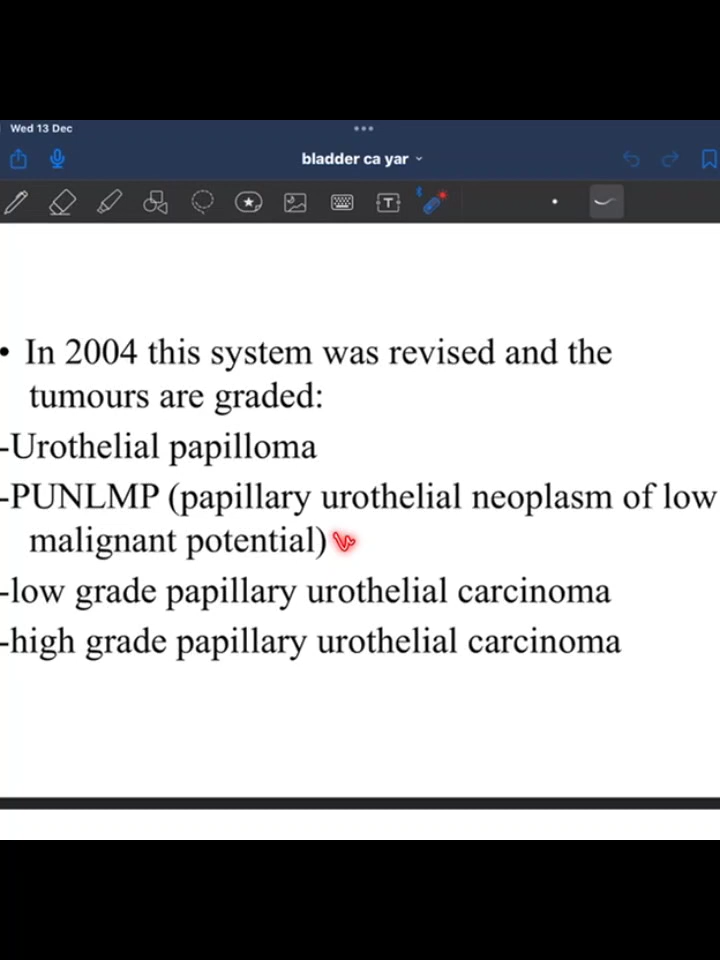 Wed 13 Dec
bladder ca yar
T
• In 2004 this system was revised and the
tumours are graded:
-Urothelial papilloma
-PUNLMP (papillary urothelial neoplasm of low
malignant potential)
-low grade papillary urothelial carcinoma
-high grade papillary urothelial carcinoma